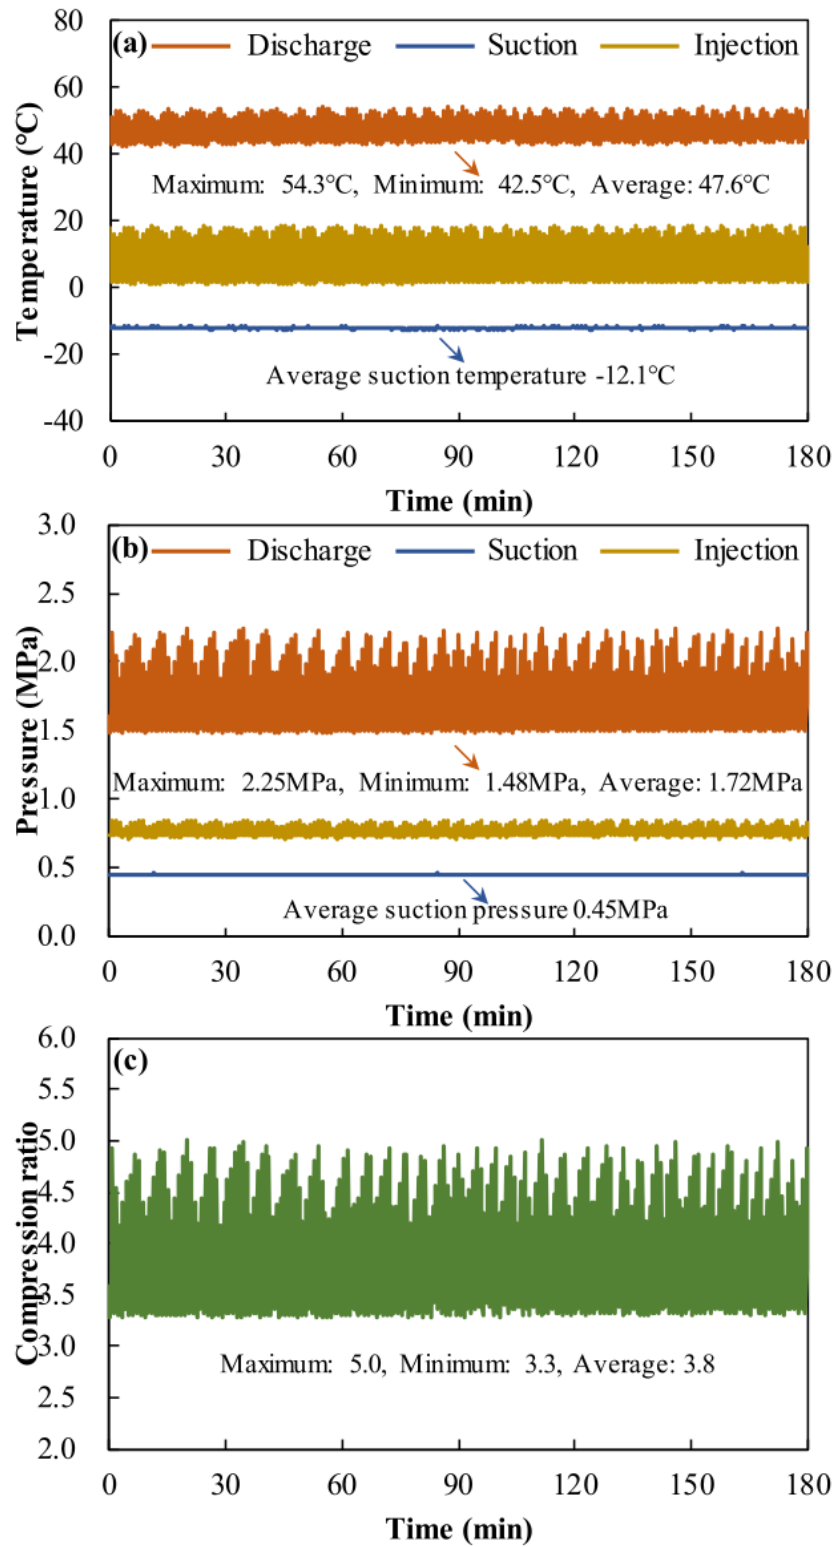 80
(a) Discharge Suction Injection
60
40
Maximum: 54.3°C, Minimum: 42.5°C, Average: 47.6°C
20
0
-20
Average suction temperature -12.1°C
-40
Temperature (°C)
0 30 60 90 120 150 180
Time (min)
3.0
(b) Discharge Suction Injection
2.5
2.0
1.5
Maximum: 2.25MPa, Minimum: 1.48MPa, Average: 1.72MPa
1.0
0.5
Average suction pressure 0.45MPa
0.0
Pressure (MPa)
0 30 60 90 120 150 180
Time (min)
6.0
(c)
5.5
5.0
4.5
4.0
3.5
3.0
Maximum: 5.0, Minimum: 3.3, Average: 3.8
2.5
2.0
Compression ratio
0 30 60 90 120 150 180
Time (min)